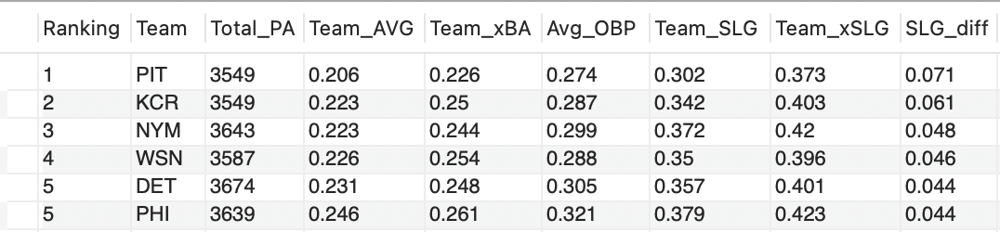 Ranking Team Total_PA Team_AVG Team_xBA Avg_OBP Team_SLG Team_xSLG SLG_diff
1 PIT 3549 0.206 0.226 0.274 0.302 0.373 0.071
2 KCR 3549 0.223 0.25 0.287 0.342 0.403 0.061
3 NYM 3643 0.223 0.244 0.299 0.372 0.42 0.048
4 WSN 3587 0.226 0.254 0.288 0.35 0.396 0.046
5 DET 3674 0.231 0.248 0.305 0.357 0.401 0.044
5 PHI 3639 0.246 0.261 0.321 0.379 0.423 0.044